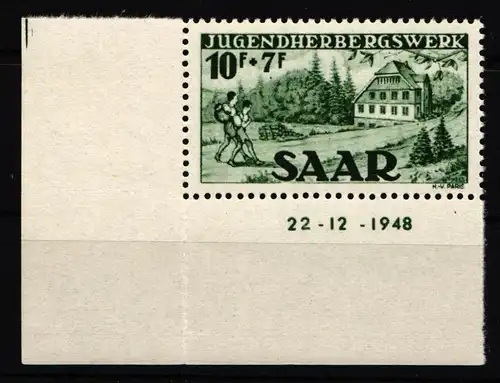 JUGENDHERBERGSWERK
10F+7F
SAAR
H.-V. PARIS
22-12-1948